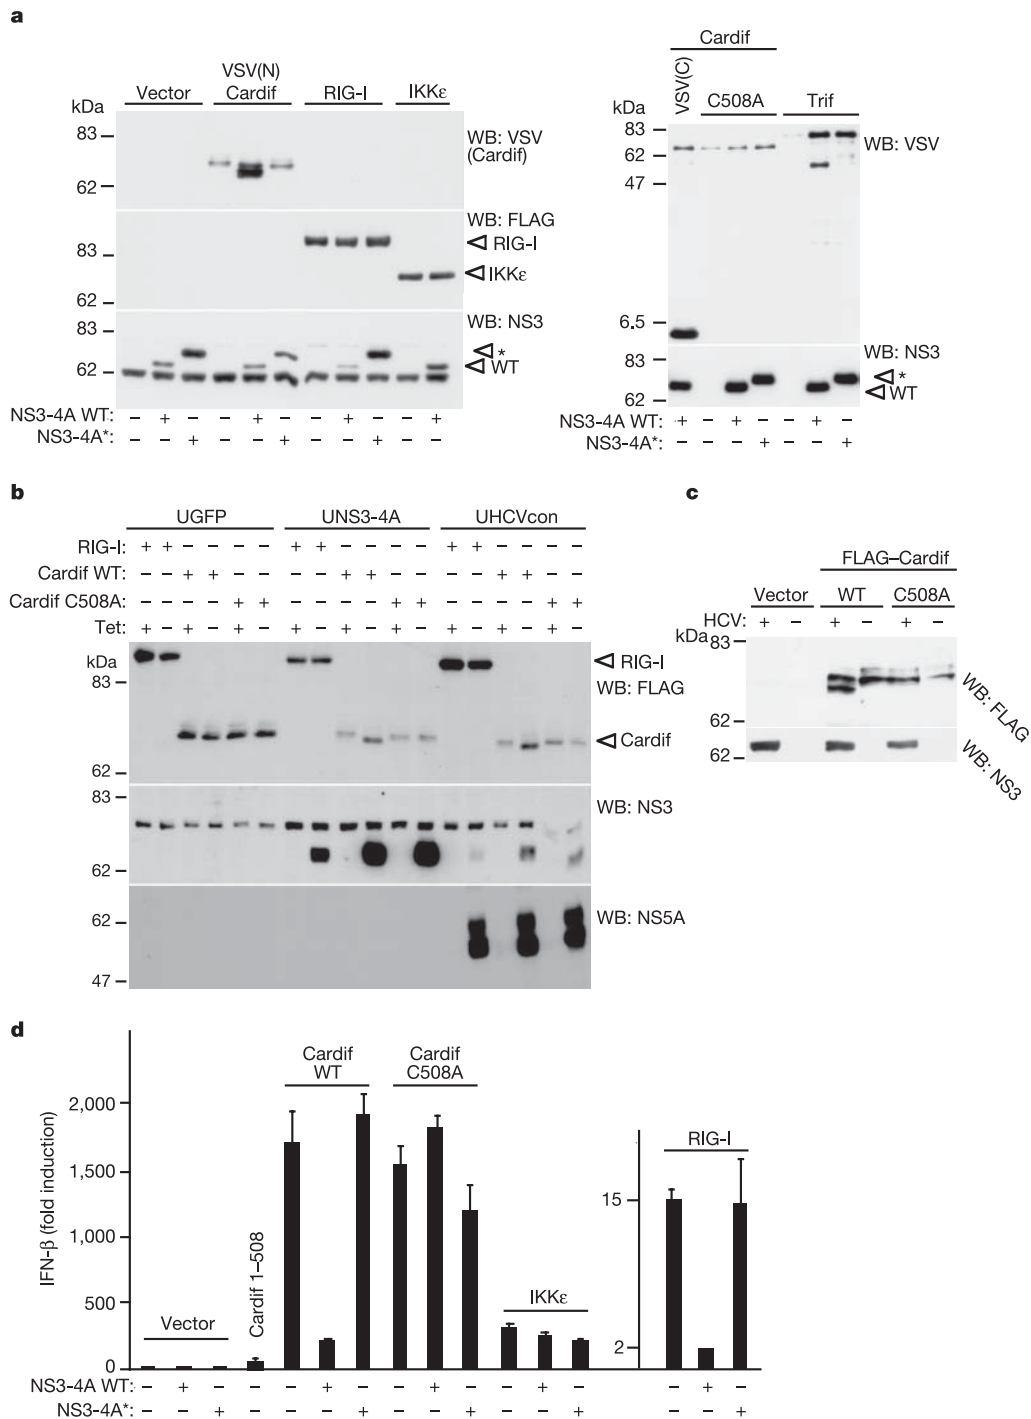 a
VSV(N)
Vector Cardif RIG-I IKKε
kDa
83
62
WB: VSV
(Cardif)
WB: FLAG
RIG-I
83
IKKε
62
WB: NS3
83
*
62
WT
NS3-4A WT: – + – – + – – + – – +
NS3-4A*: – – + – – + – – + – –
Cardif
VSV(C)
C508A Trif
kDa
83
62
47
WB: VSV
6.5
WB: NS3
83
*
WT
62
NS3-4A WT: + – + – – + –
NS3-4A*: – – – + – – +
b
UGFP UNS3-4A UHCVcon
RIG-I: + + – – – – + + – – – – + + – – – –
Cardif WT: – – + + – – – – + + – – – – + + – –
Cardif C508A: – – – – + + – – – – + + – – – – + +
Tet: + – + – + – + – + – + – + – + – + –
kDa
RIG-I
83
WB: FLAG
Cardif
62
83
WB: NS3
62
62
WB: NS5A
47
c
FLAG–Cardif
Vector WT C508A
HCV: + – + – + –
kDa
83
WB: FLAG
62
62
WB: NS3
d
IFN-β (fold induction)
2,000
1,500
1,000
500
0
Vector
Cardif 1–508
Cardif
WT
Cardif
C508A
IKKε
RIG-I
15
2
NS3-4A WT: – + – – – + – – + – – + – – + –
NS3-4A*: – – + – – – + – – + – – + – – +